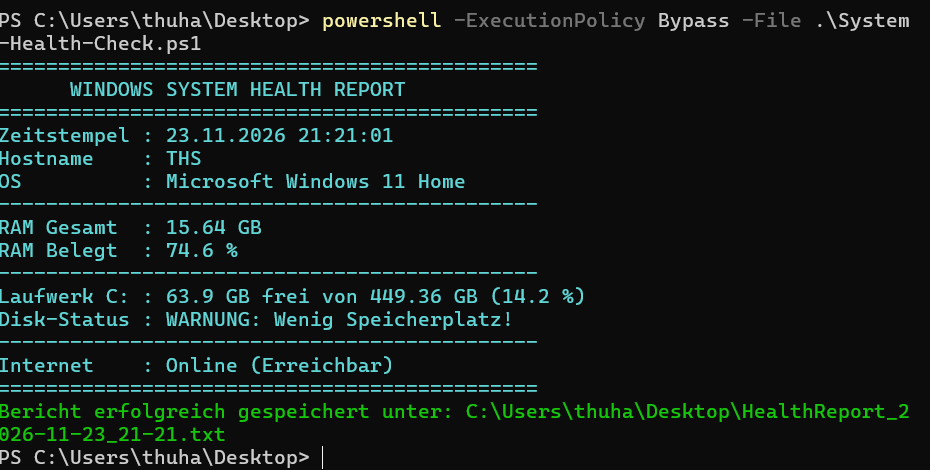 PS C:\Users\thuha\Desktop> powershell -ExecutionPolicy Bypass -File .\System
-Health-Check.ps1
=============================================
      WINDOWS SYSTEM HEALTH REPORT
=============================================
Zeitstempel : 23.11.2026 21:21:01
Hostname    : THS
OS          : Microsoft Windows 11 Home
---------------------------------------------
RAM Gesamt  : 15.64 GB
RAM Belegt  : 74.6 %
---------------------------------------------
Laufwerk C: : 63.9 GB frei von 449.36 GB (14.2 %)
Disk-Status : WARNUNG: Wenig Speicherplatz!
---------------------------------------------
Internet    : Online (Erreichbar)
=============================================
Bericht erfolgreich gespeichert unter: C:\Users\thuha\Desktop\HealthReport_2
026-11-23_21-21.txt
PS C:\Users\thuha\Desktop>